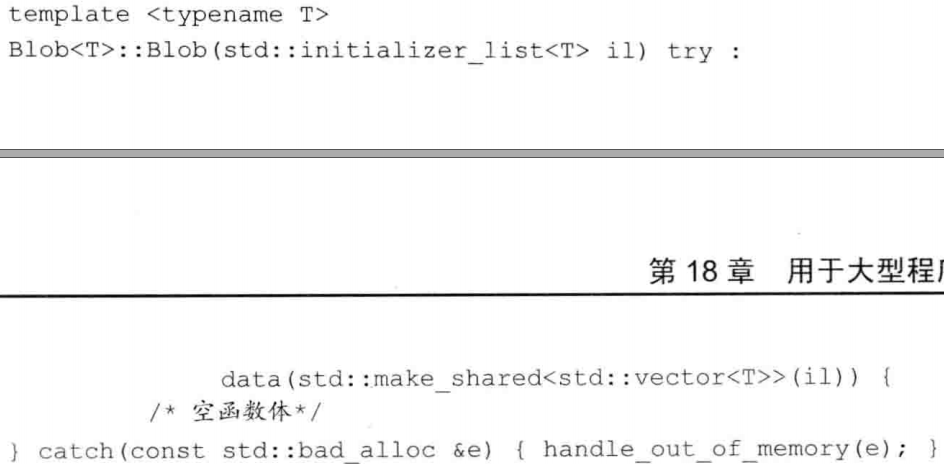 template <typename T>
Blob<T>::Blob(std::initializer_list<T> il) try :
第 18 章 用于大型程
data(std::make_shared<std::vector<T>>(il)) {
/* 空函数体*/
} catch(const std::bad_alloc &e) { handle_out_of_memory(e); }